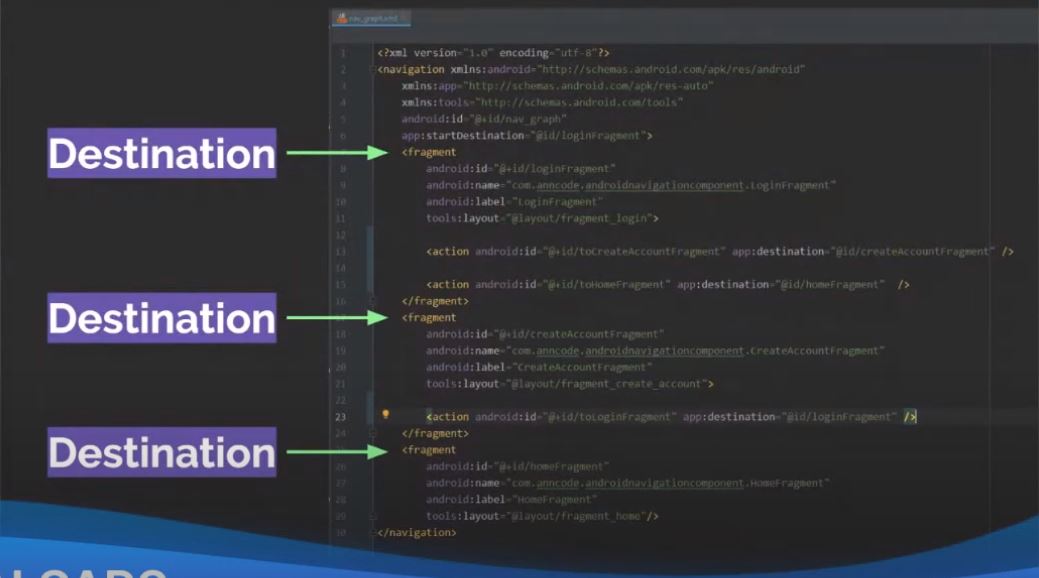 nav_graph.xml
1 <?xml version="1.0" encoding="utf-8"?>
2 <navigation xmlns:android="http://schemas.android.com/apk/res/android"
3 xmlns:app="http://schemas.android.com/apk/res-auto"
4 xmlns:tools="http://schemas.android.com/tools"
5 android:id="@+id/nav_graph"
6 app:startDestination="@id/loginFragment">
Destination
<fragment
8 android:id="@+id/loginFragment"
9 android:name="com.anncode.androidnavigationcomponent.LoginFragment"
10 android:label="LoginFragment"
11 tools:layout="@layout/fragment_login">
12
13 <action android:id="@+id/toCreateAccountFragment" app:destination="@id/createAccountFragment" />
14
15 <action android:id="@+id/toHomeFragment" app:destination="@id/homeFragment" />
16 </fragment>
Destination
<fragment
18 android:id="@+id/createAccountFragment"
19 android:name="com.anncode.androidnavigationcomponent.CreateAccountFragment"
20 android:label="CreateAccountFragment"
21 tools:layout="@layout/fragment_create_account">
22
23 <action android:id="@+id/toLoginFragment" app:destination="@id/loginFragment" />
24 </fragment>
Destination
<fragment
26 android:id="@+id/homeFragment"
27 android:name="com.anncode.androidnavigationcomponent.HomeFragment"
28 android:label="HomeFragment"
29 tools:layout="@layout/fragment_home"/>
30 </navigation>